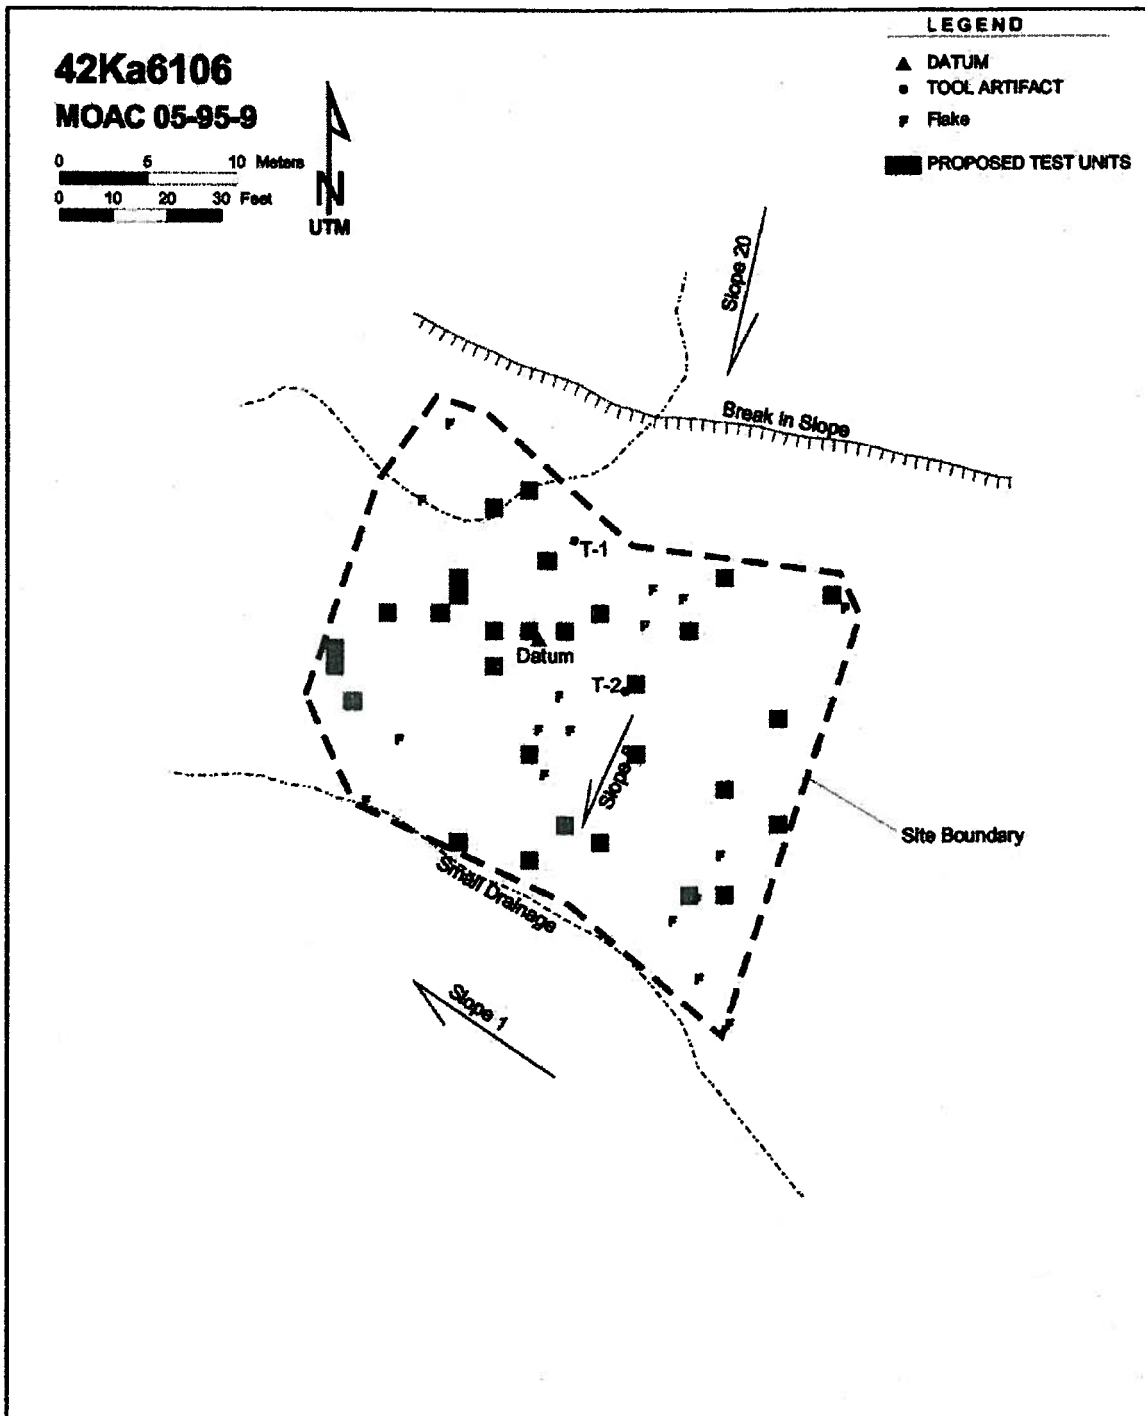 42Ka6106
MOAC 05-95-9
0 5 10 Meters
0 10 20 30 Feet
N
UTM
LEGEND
DATUM
TOOL ARTIFACT
F Flake
PROPOSED TEST UNITS
Slope 20
Break in Slope
F
F
T-1
F
F
F
F
Datum
T-2
F
F
F
F
F
Slope
F
Site Boundary
F
Small Drainage
F
F
F
Slope 1